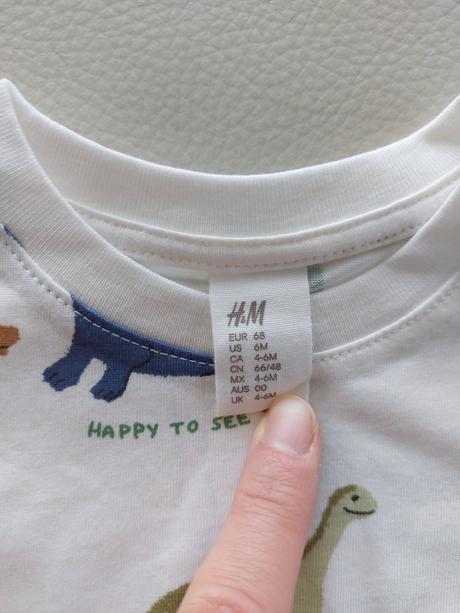 H&M
EUR 68
US 6M
CA 4-6M
CN 66/48
MX 4-6M
AUS 00
UK 4-6M
HAPPY TO SEE